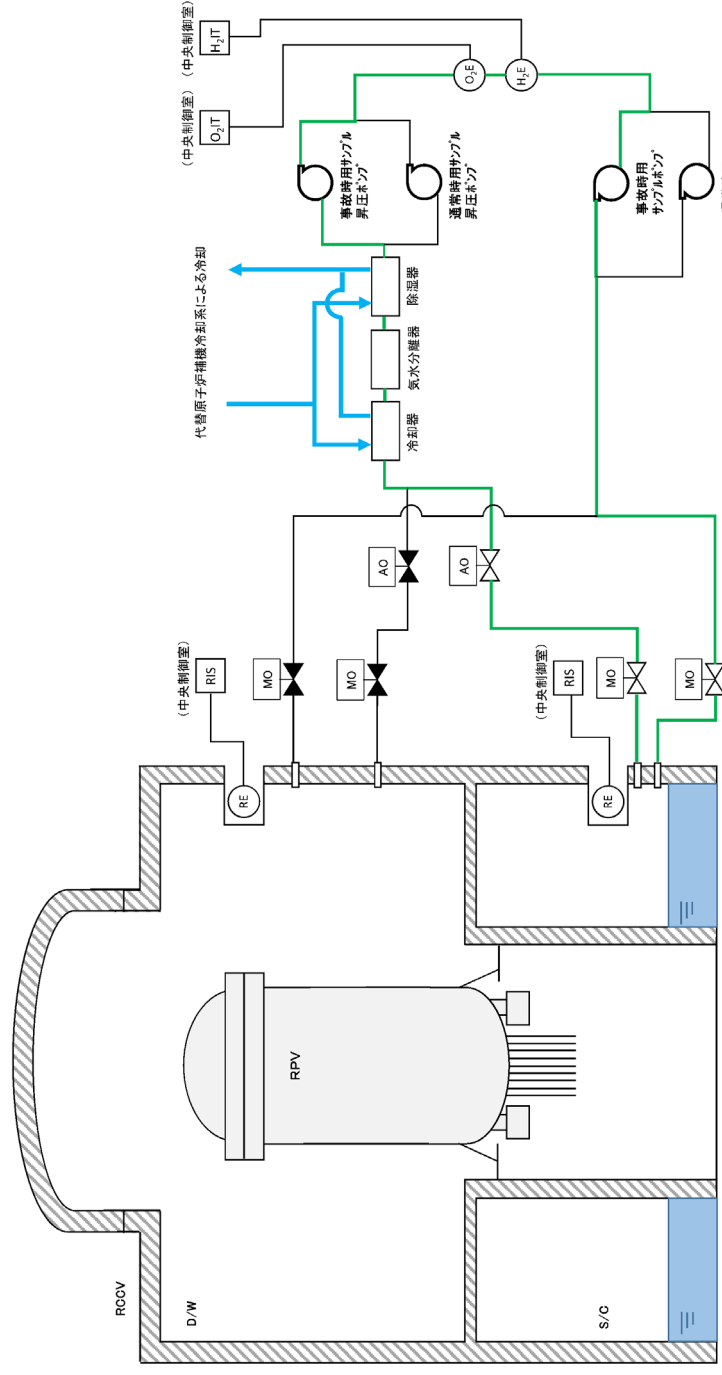 (中央制御室)
H₂IT
(中央制御室)
O₂IT
O₂E
H₂E
事故時用サンプル
昇圧ポンプ
通常時用サンプル
昇圧ポンプ
事故時用
サンプルポンプ
代替原子炉補機冷却系による冷却
除湿器
気水分離器
冷却器
AO
AO
(中央制御室)
RIS
MO
MO
(中央制御室)
RIS
MO
MO
RE
RE
RPV
RCCV
D/W
S/C